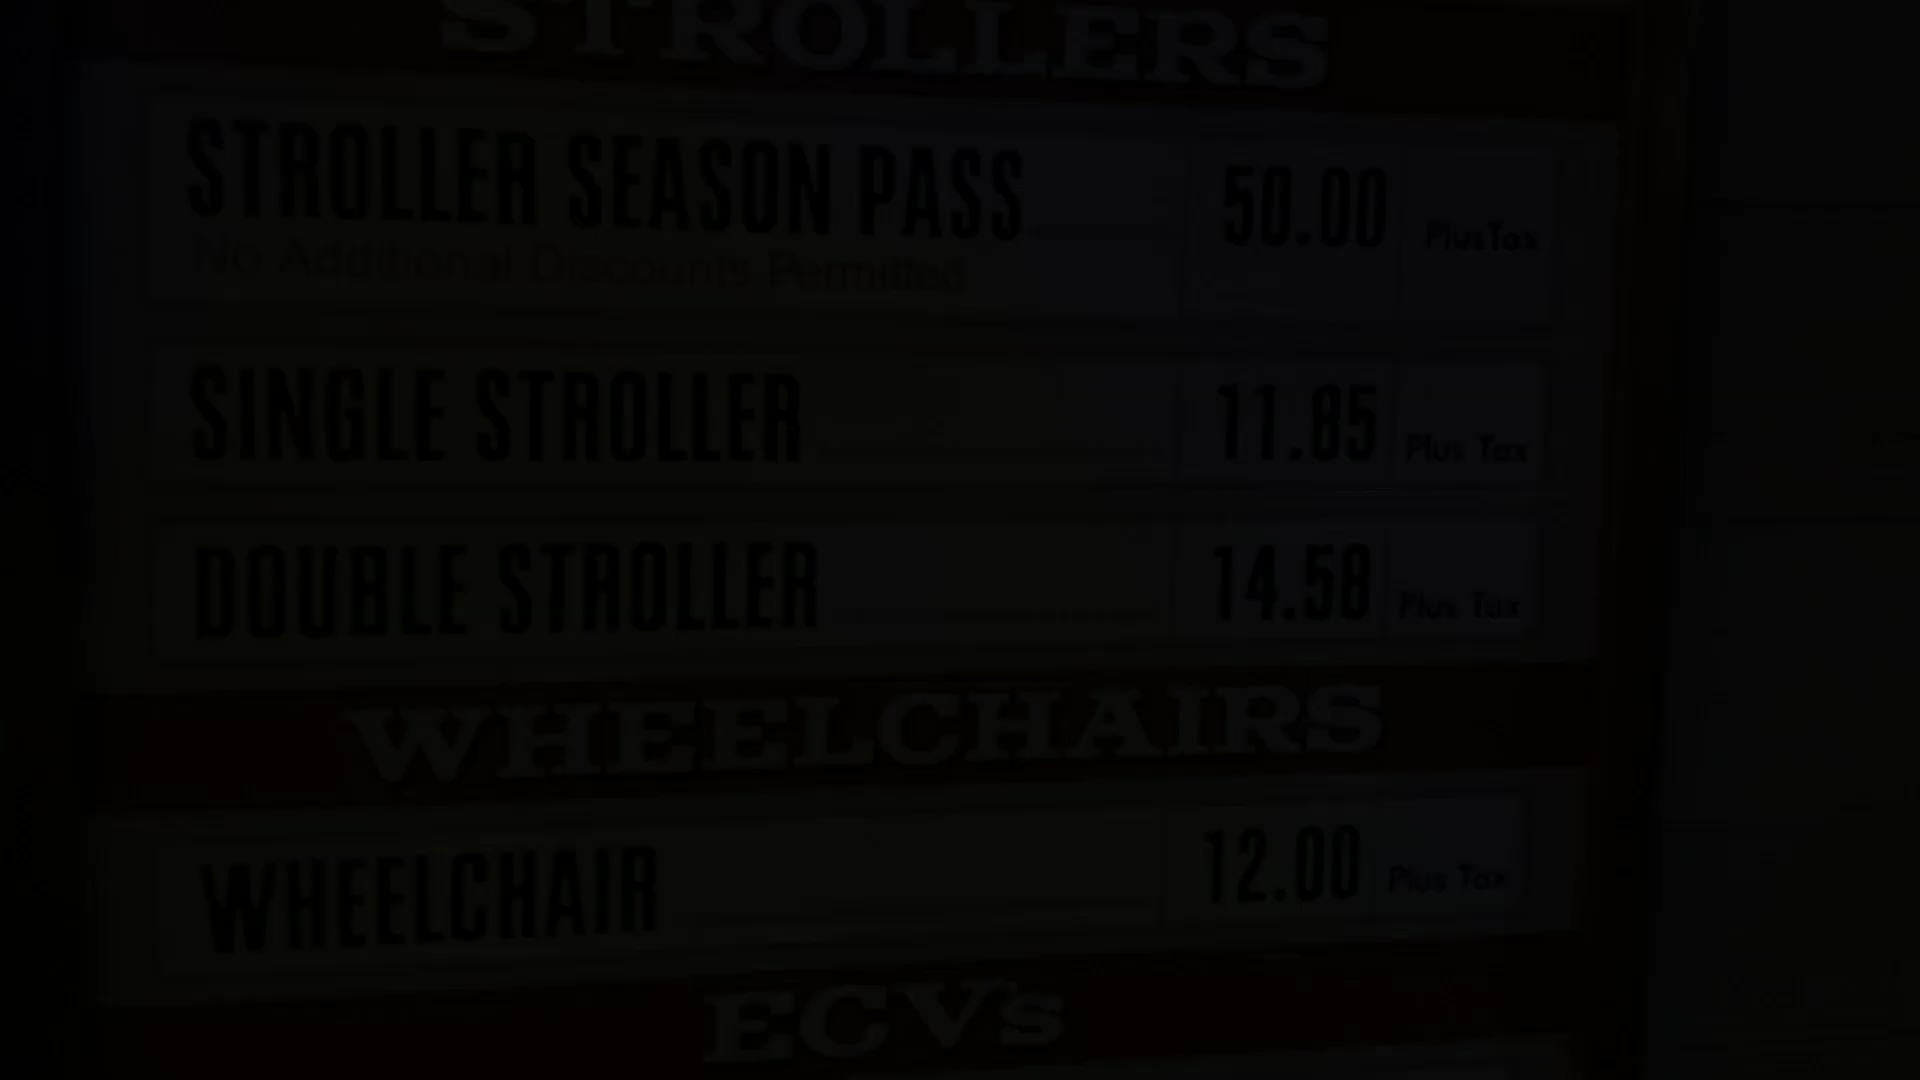 STROLLERS
STROLLER SEASON PASS 50.00 Plus Tax
No Additional Discounts Permitted
SINGLE STROLLER 11.85 Plus Tax
DOUBLE STROLLER 14.58 Plus Tax
WHEELCHAIRS
WHEELCHAIR 12.00 Plus Tax
ECVs